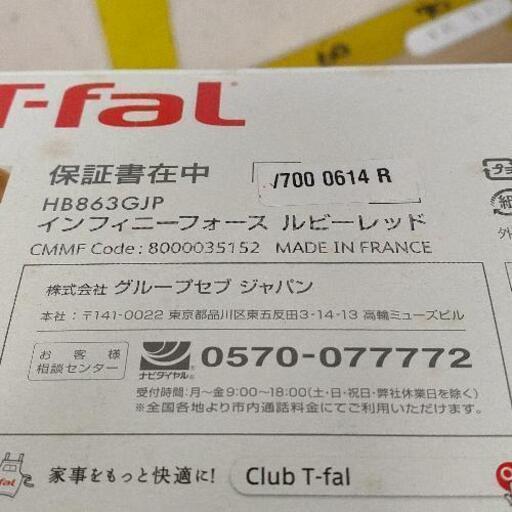 T-fal
保証書在中
/700 0614 R
HB863GJP
インフィニーフォース ルビーレッド
CMMF Code : 8000035152 MADE IN FRANCE
株式会社 グループセブ ジャパン
本社：〒141-0022 東京都品川区東五反田3-14-13 高輪ミューズビル
お客様
相談センター
ナビダイヤル®
0570-077772
受付時間：月～金 9:00～18:00（土・日・祝日・弊社休業日を除く）
※全国各地より市内通話料金にてご利用いただけます。
家事をもっと快適に!
Club T-fal
プラ
紙
外